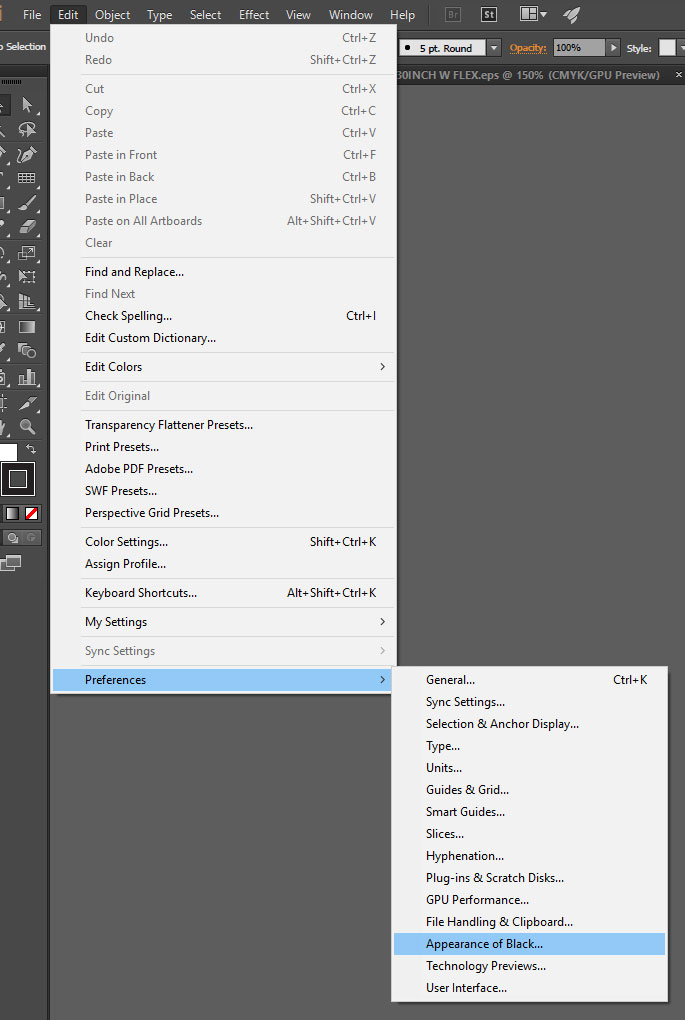 File Edit Object Type Select Effect View Window Help Br St
Selection 5 pt. Round Opacity: 100% Style:
30INCH W FLEX.eps @ 150% (CMYK/GPU Preview) ×
Undo Ctrl+Z
Redo Shift+Ctrl+Z
Cut Ctrl+X
Copy Ctrl+C
Paste Ctrl+V
Paste in Front Ctrl+F
Paste in Back Ctrl+B
Paste in Place Shift+Ctrl+V
Paste on All Artboards Alt+Shift+Ctrl+V
Clear
Find and Replace...
Find Next
Check Spelling... Ctrl+I
Edit Custom Dictionary...
Edit Colors
Edit Original
Transparency Flattener Presets...
Print Presets...
Adobe PDF Presets...
SWF Presets...
Perspective Grid Presets...
Color Settings... Shift+Ctrl+K
Assign Profile...
Keyboard Shortcuts... Alt+Shift+Ctrl+K
My Settings
Sync Settings
Preferences
General... Ctrl+K
Sync Settings...
Selection & Anchor Display...
Type...
Units...
Guides & Grid...
Smart Guides...
Slices...
Hyphenation...
Plug-ins & Scratch Disks...
GPU Performance...
File Handling & Clipboard...
Appearance of Black...
Technology Previews...
User Interface...